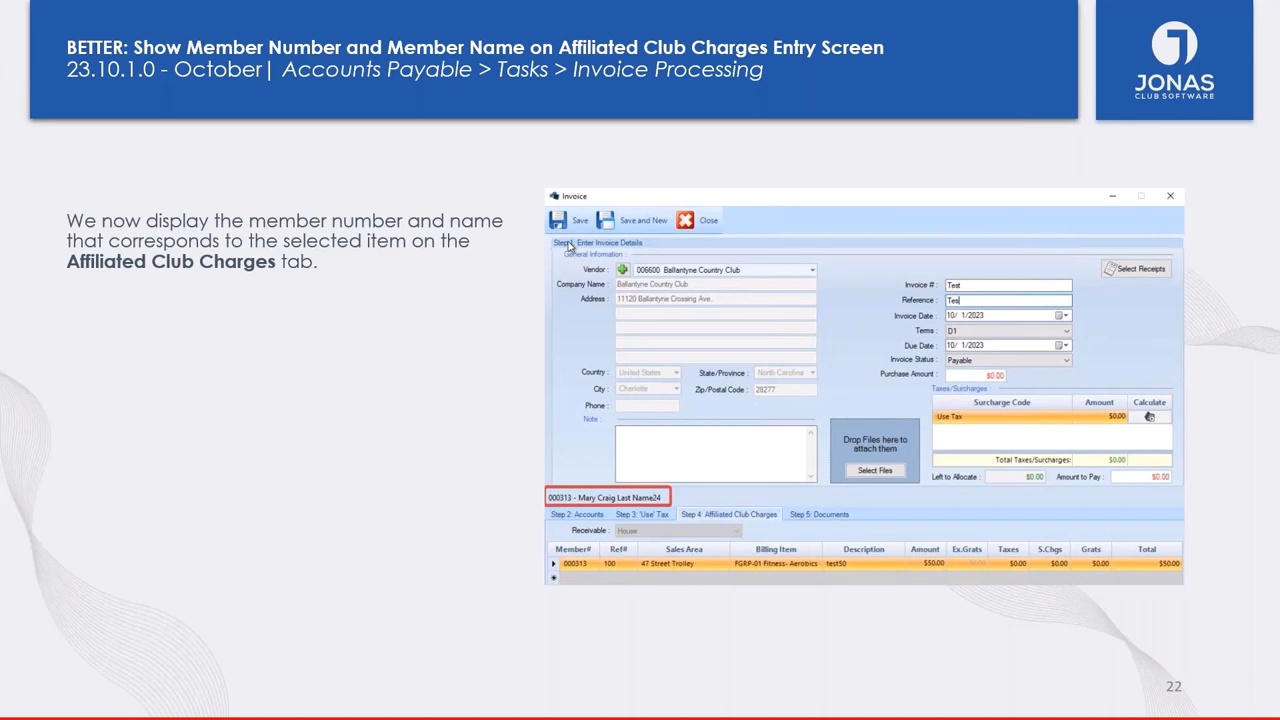 BETTER: Show Member Number and Member Name on Affiliated Club Charges Entry Screen
23.10.1.0 - October| Accounts Payable > Tasks > Invoice Processing
JONAS
CLUB SOFTWARE
We now display the member number and name
that corresponds to the selected item on the
Affiliated Club Charges tab.
Invoice
Save Save and New Close
Step 1: Enter Invoice Details
General Information :
Vendor : 006600 Ballantyne Country Club
Company Name : Ballantyne Country Club
Address : 11120 Ballantyne Crossing Ave.
Country : United States State/Province : North Carolina
City : Charlotte Zip/Postal Code : 28277
Phone :
Note :
Select Receipts
Invoice # : Test
Reference : Tes
Invoice Date : 10/ 1/2023
Terms : D1
Due Date : 10/ 1/2023
Invoice Status : Payable
Purchase Amount : $0.00
Taxes/Surcharges :
Surcharge Code Amount Calculate
Use Tax $0.00
Total Taxes/Surcharges: $0.00
Left to Allocate : $0.00 Amount to Pay : $0.00
Drop Files here to
attach them
Select Files
000313 - Mary Craig Last Name24
Step 2: Accounts Step 3: 'Use' Tax Step 4: Affiliated Club Charges Step 5: Documents
Receivable : House
Member# Ref# Sales Area Billing Item Description Amount Ex.Grats Taxes S.Chgs Grats Total
000313 100 47 Street Trolley FGRP-01 Fitness- Aerobics test50 $50.00 $0.00 $0.00 $0.00 $0.00 $50.00
22